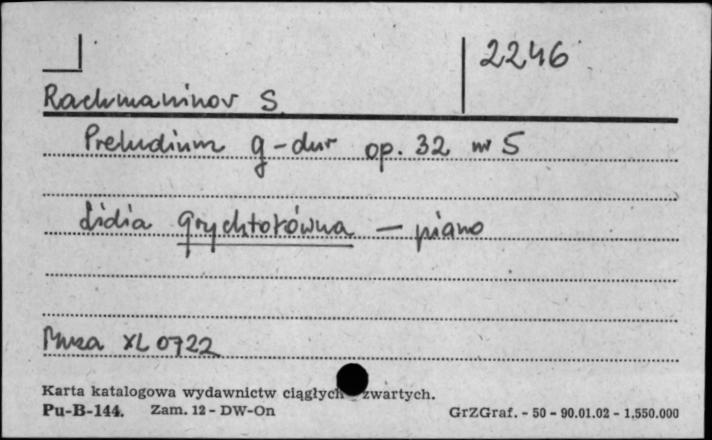 2246
Rachmaninov S.
Preludium g-dur op. 32 nr 5
Lidia Grychtołówna – piano
Muza XL 0722
Karta katalogowa wydawnictw ciągłych zwartych.
Pu-B-144. Zam. 12 - DW-On GrZGraf. - 50 - 90.01.02 - 1.550.000